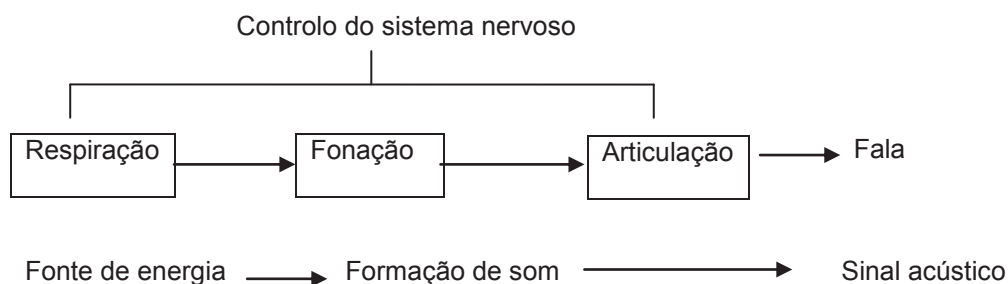 Controlo do sistema nervoso
Respiração Fonação Articulação Fala
Fonte de energia Formação de som Sinal acústico